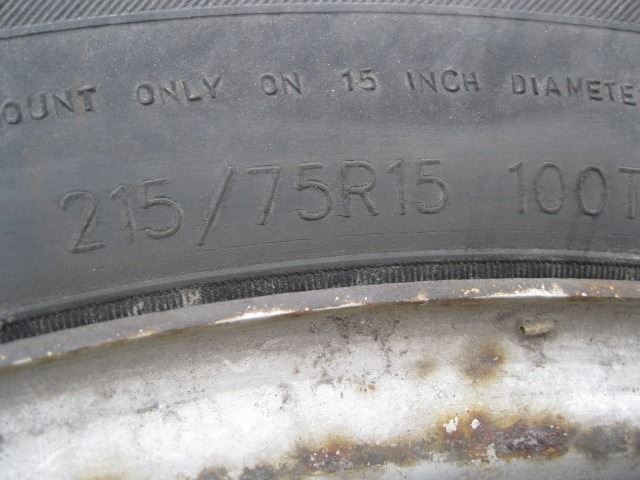 OUNT ONLY ON 15 INCH DIAMETE
215/75R15 100T